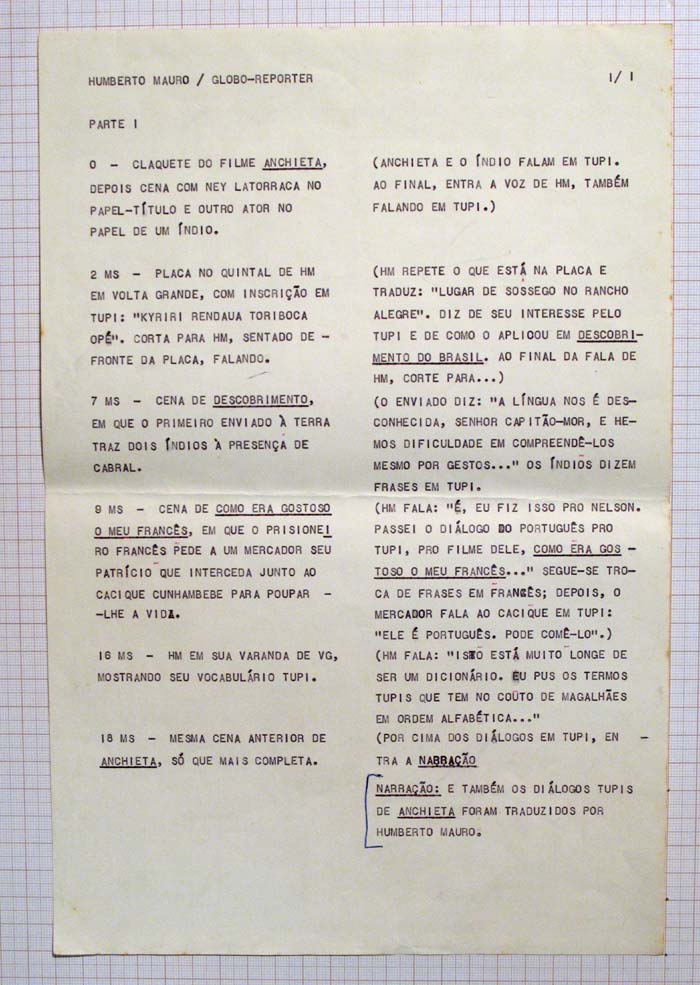 HUMBERTO MAURO / GLOBO-REPORTER
1/ 1
PARTE 1
0 - CLAQUETE DO FILME ANCHIETA,
DEPOIS CENA COM NEY LATORRACA NO
PAPEL-TÍTULO E OUTRO ATOR NO
PAPEL DE UM ÍNDIO.
(ANCHIETA E O ÍNDIO FALAM EM TUPI.
AO FINAL, ENTRA A VOZ DE HM, TAMBÉM
FALANDO EM TUPI.)
2 MS - PLACA NO QUINTAL DE HM
EM VOLTA GRANDE, COM INSCRIÇÃO EM
TUPI: "KYRIRI RENDAUA TORIBOCA
OPÉ". CORTA PARA HM, SENTADO DE -
FRONTE DA PLACA, FALANDO.
(HM REPETE O QUE ESTÁ NA PLACA E
TRADUZ: "LUGAR DE SOSSEGO NO RANCHO
ALEGRE". DIZ DE SEU INTERESSE PELO
TUPI E DE COMO O APLICOU EM DESCOBRI-
MENTO DO BRASIL. AO FINAL DA FALA DE
HM, CORTE PARA...)
7 MS - CENA DE DESCOBRIMENTO,
EM QUE O PRIMEIRO ENVIADO À TERRA
TRAZ DOIS ÍNDIOS À PRESENÇA DE
CABRAL.
(O ENVIADO DIZ: "A LÍNGUA NOS É DES-
CONHECIDA, SENHOR CAPITÃO-MOR, E HE-
MOS DIFICULDADE EM COMPREENDÊ-LOS
MESMO POR GESTOS..." OS ÍNDIOS DIZEM
FRASES EM TUPI.
9 MS - CENA DE COMO ERA GOSTOSO
O MEU FRANCÊS, EM QUE O PRISIONEI
RO FRANCÊS PEDE A UM MERCADOR SEU
PATRÍCIO QUE INTERCEDA JUNTO AO
CACIQUE CUNHAMBEBE PARA POUPAR -
-LHE A VIDA.
(HM FALA: "É, EU FIZ ISSO PRO NELSON.
PASSEI O DIÁLOGO DO PORTUGUÊS PRO
TUPI, PRO FILME DELE, COMO ERA GOS -
TOSO O MEU FRANCÊS..." SEGUE-SE TRO-
CA DE FRASES EM FRANCÊS; DEPOIS, O
MERCADOR FALA AO CACIQUE EM TUPI:
"ELE É PORTUGUÊS. PODE COMÊ-LO".)
16 MS - HM EM SUA VARANDA DE VG,
MOSTRANDO SEU VOCABULÁRIO TUPI.
(HM FALA: "ISTO ESTÁ MUITO LONGE DE
SER UM DICIONÁRIO. EU PUS OS TERMOS
TUPIS QUE TEM NO COUTO DE MAGALHÃES
EM ORDEM ALFABÉTICA..."
18 MS - MESMA CENA ANTERIOR DE
ANCHIETA, SÓ QUE MAIS COMPLETA.
(POR CIMA DOS DIÁLOGOS EM TUPI, EN -
TRA A NARRAÇÃO
NARRAÇÃO: E TAMBÉM OS DIÁLOGOS TUPIS
DE ANCHIETA FORAM TRADUZIDOS POR
HUMBERTO MAURO.